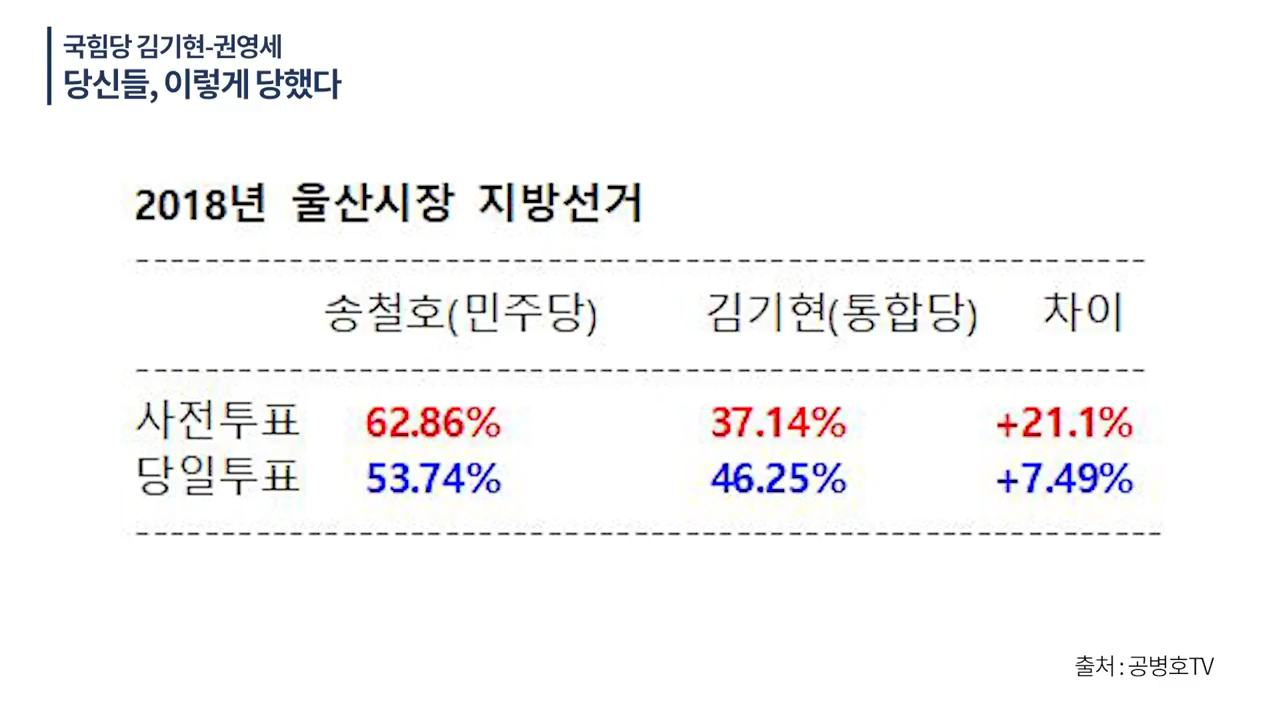 국힘당 김기현-권영세
당신들, 이렇게 당했다
2018년 울산시장 지방선거
송철호(민주당) 김기현(통합당) 차이
사전투표 62.86% 37.14% +21.1%
당일투표 53.74% 46.25% +7.49%
출처 : 공병호TV